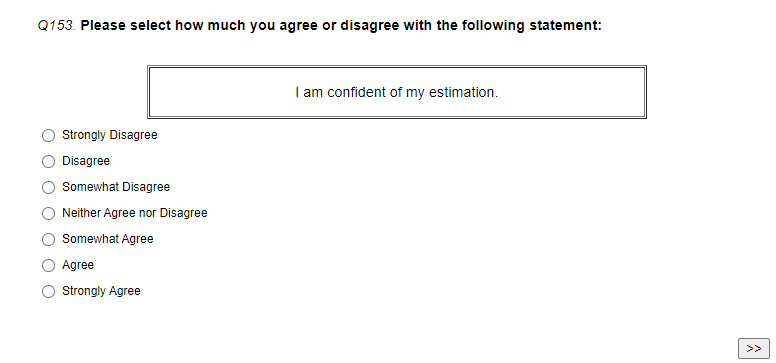 Q153. Please select how much you agree or disagree with the following statement:
I am confident of my estimation.
Strongly Disagree
Disagree
Somewhat Disagree
Neither Agree nor Disagree
Somewhat Agree
Agree
Strongly Agree
>>